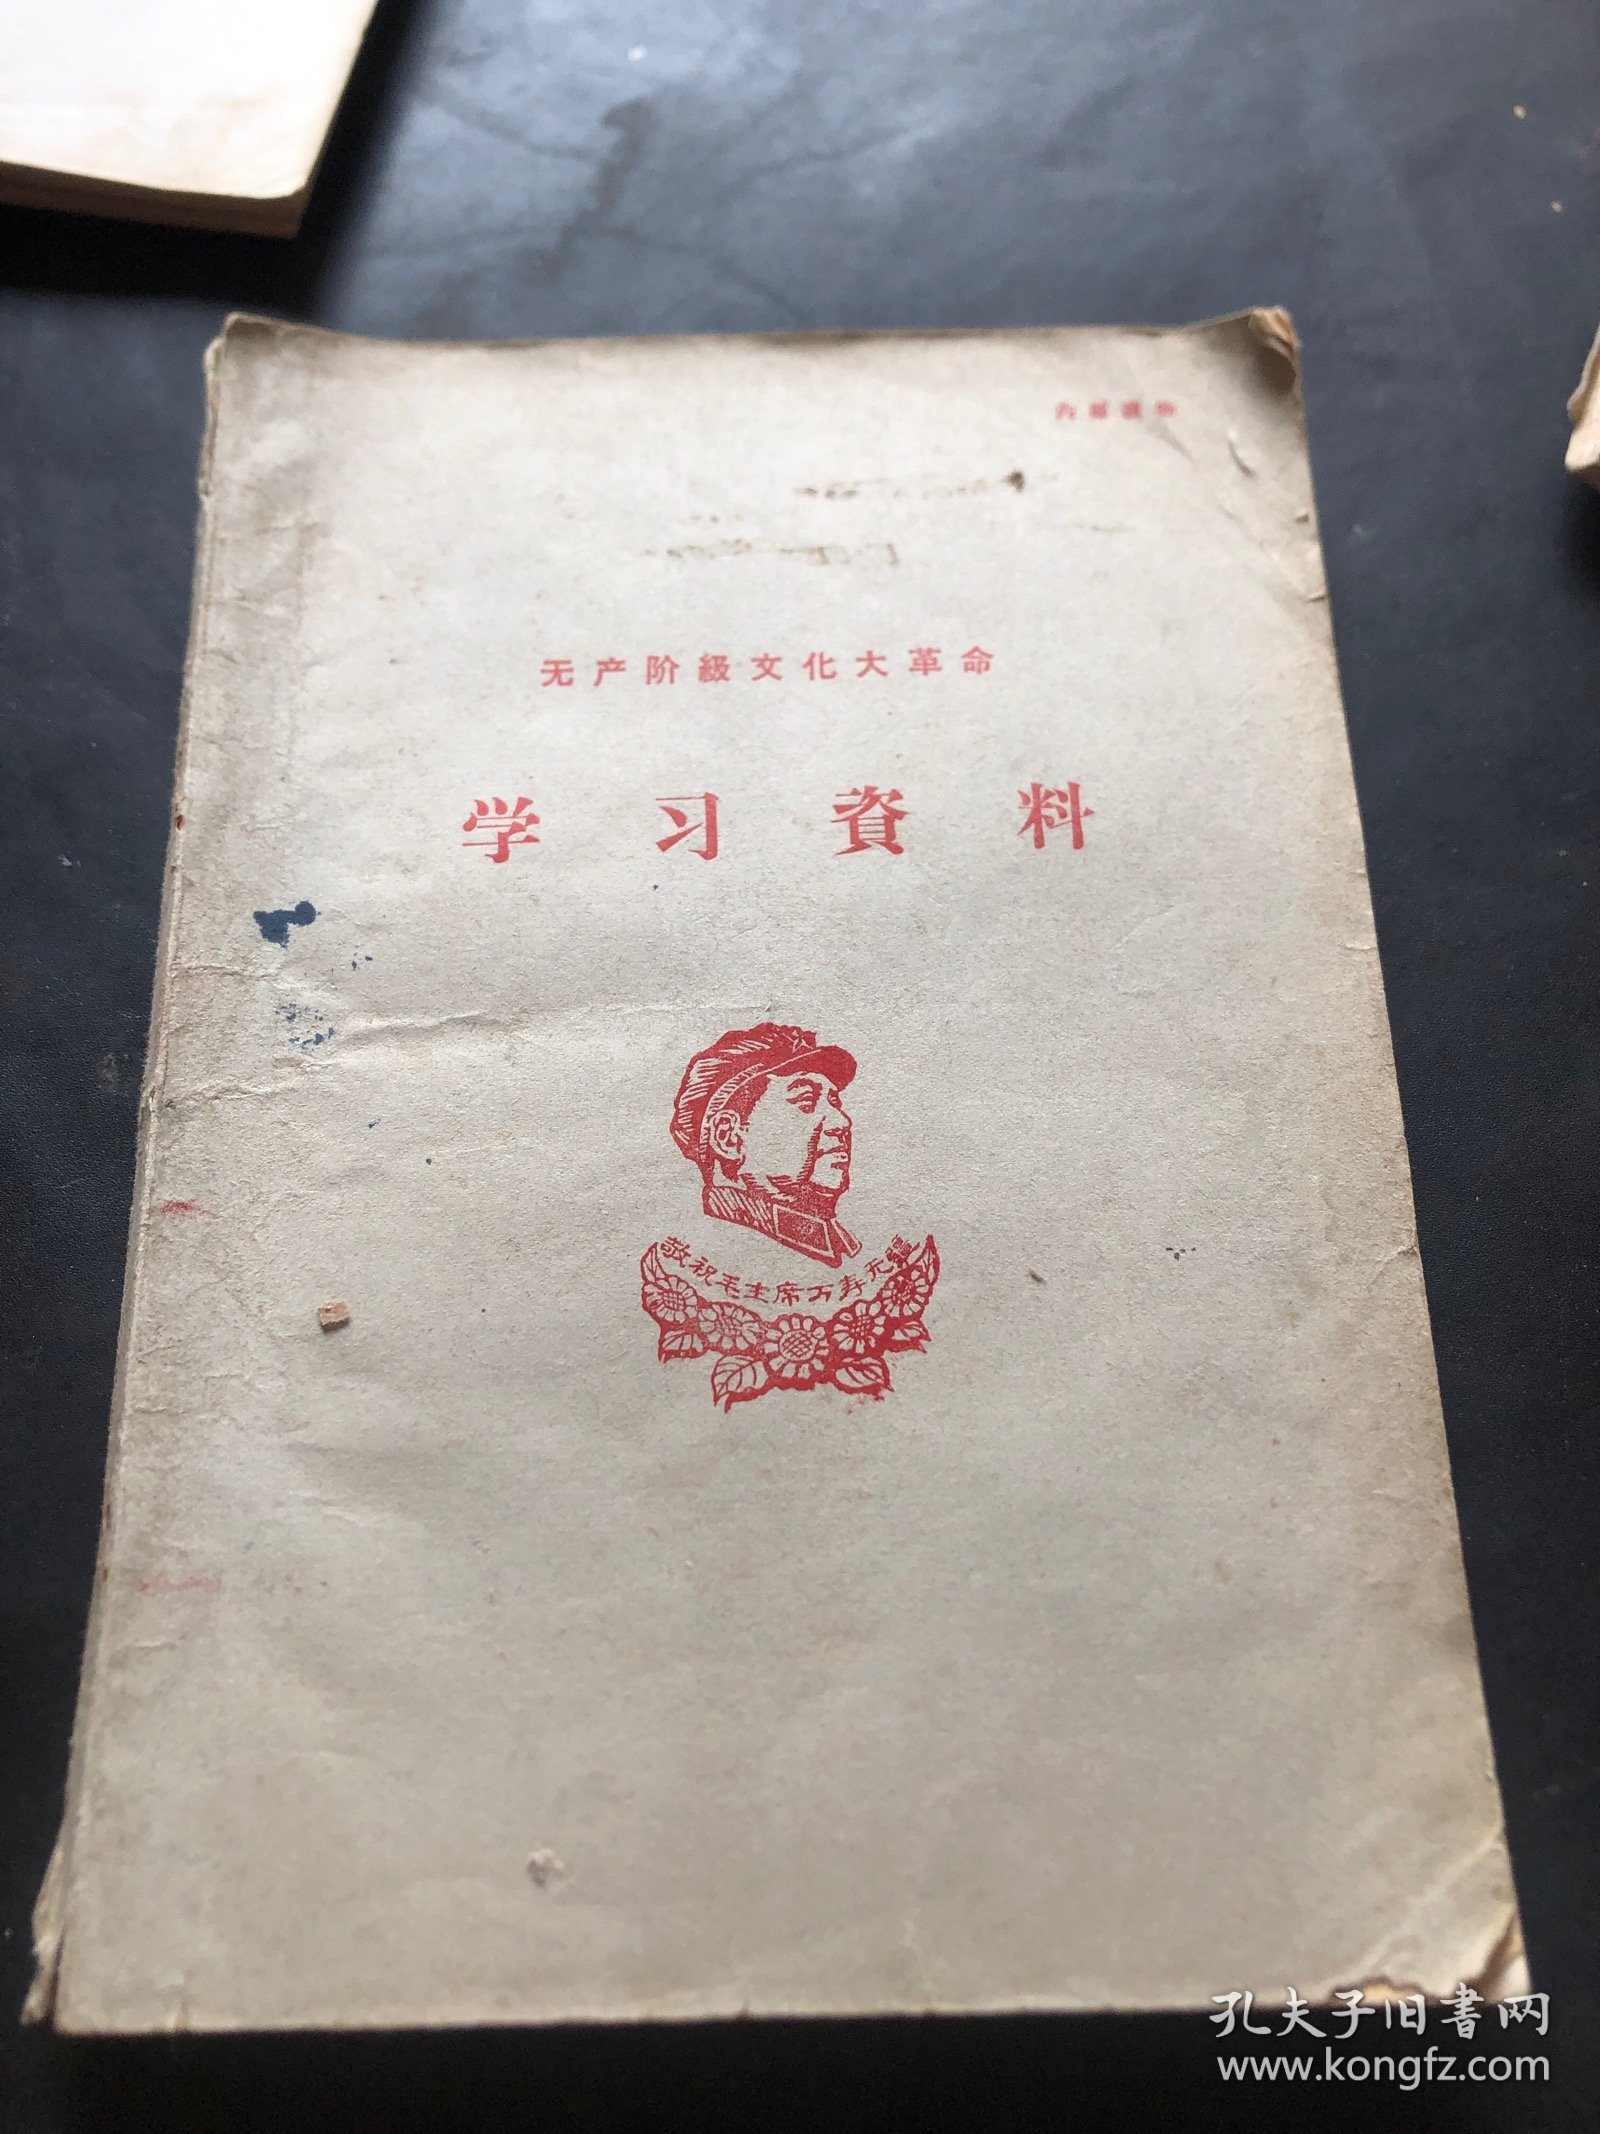 内部读物
无产阶級文化大革命
学习資料
敬祝毛主席万寿无疆
孔夫子旧书网
www.kongfz.com